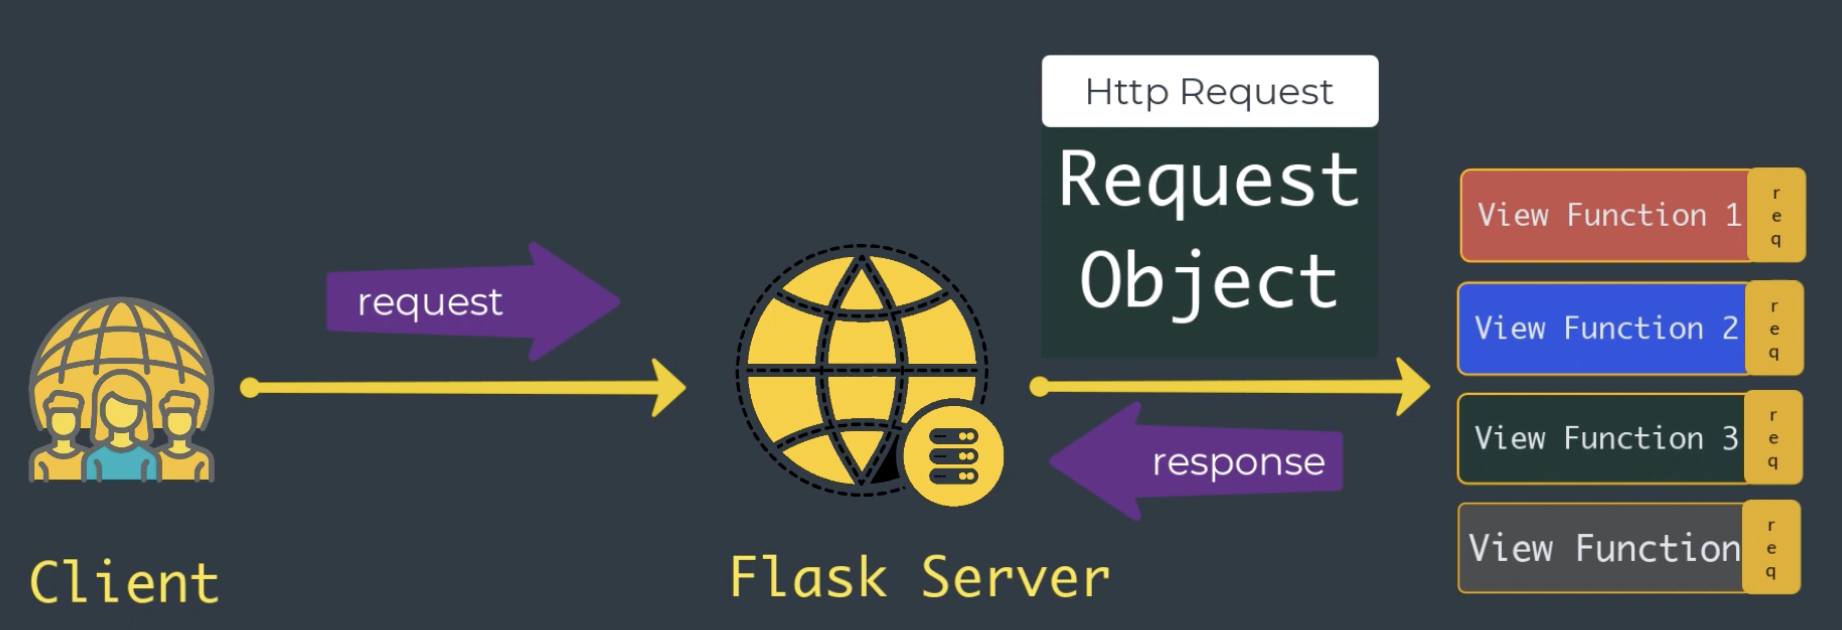 Http Request
Request
Object
request
response
View Function 1
req
View Function 2
req
View Function 3
req
View Function
req
Client
Flask Server